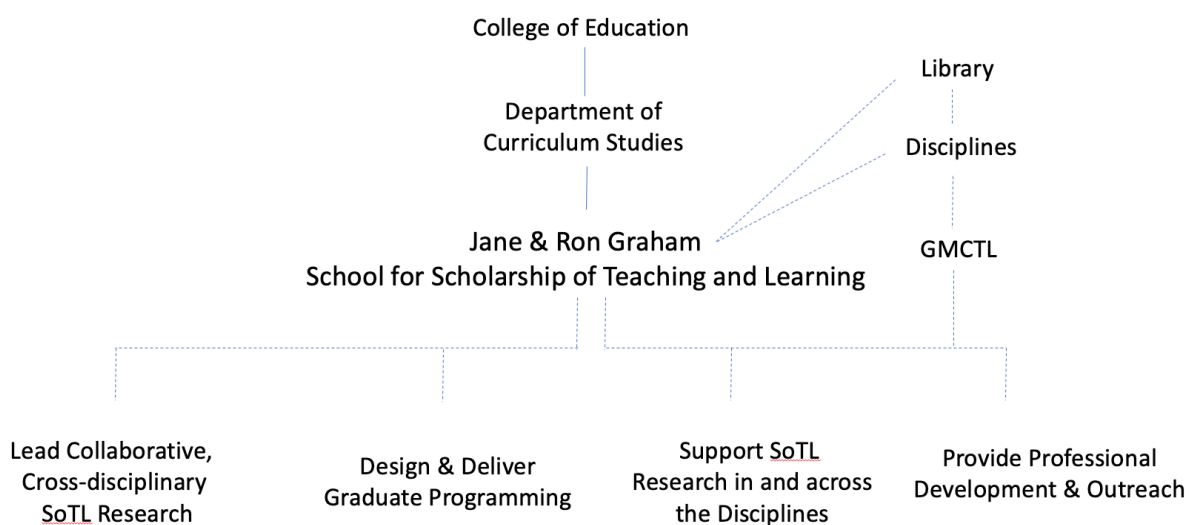 College of Education
Library
Department of
Curriculum Studies
Disciplines
Jane & Ron Graham
School for Scholarship of Teaching and Learning
GMCTL
Lead Collaborative,
Cross-disciplinary
SoTL Research
Design & Deliver
Graduate Programming
Support SoTL
Research in and across
the Disciplines
Provide Professional
Development & Outreach